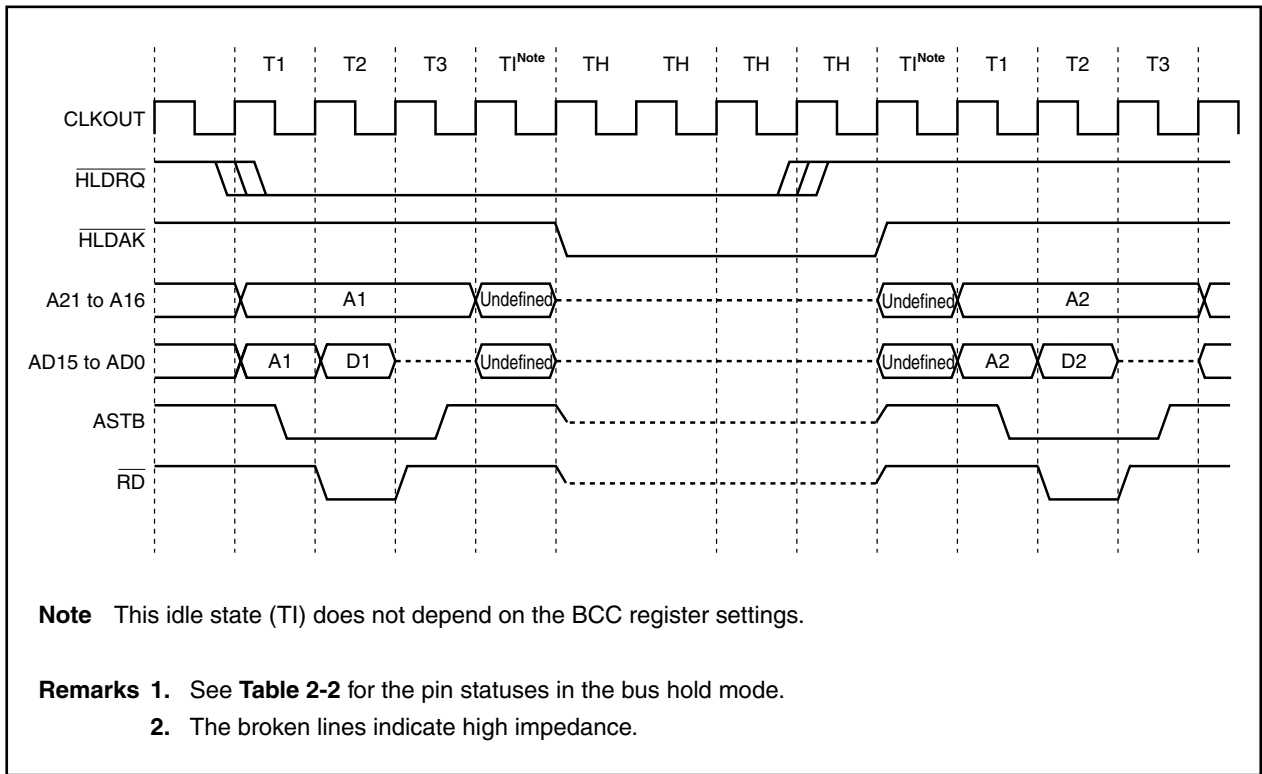 T1 T2 T3 TINote TH TH TH TH TINote T1 T2 T3
CLKOUT
HLDRQ
HLDAK
A21 to A16 A1 Undefined Undefined A2
AD15 to AD0 A1 D1 Undefined Undefined A2 D2
ASTB
RD
Note This idle state (TI) does not depend on the BCC register settings.
Remarks 1. See Table 2-2 for the pin statuses in the bus hold mode.
2. The broken lines indicate high impedance.